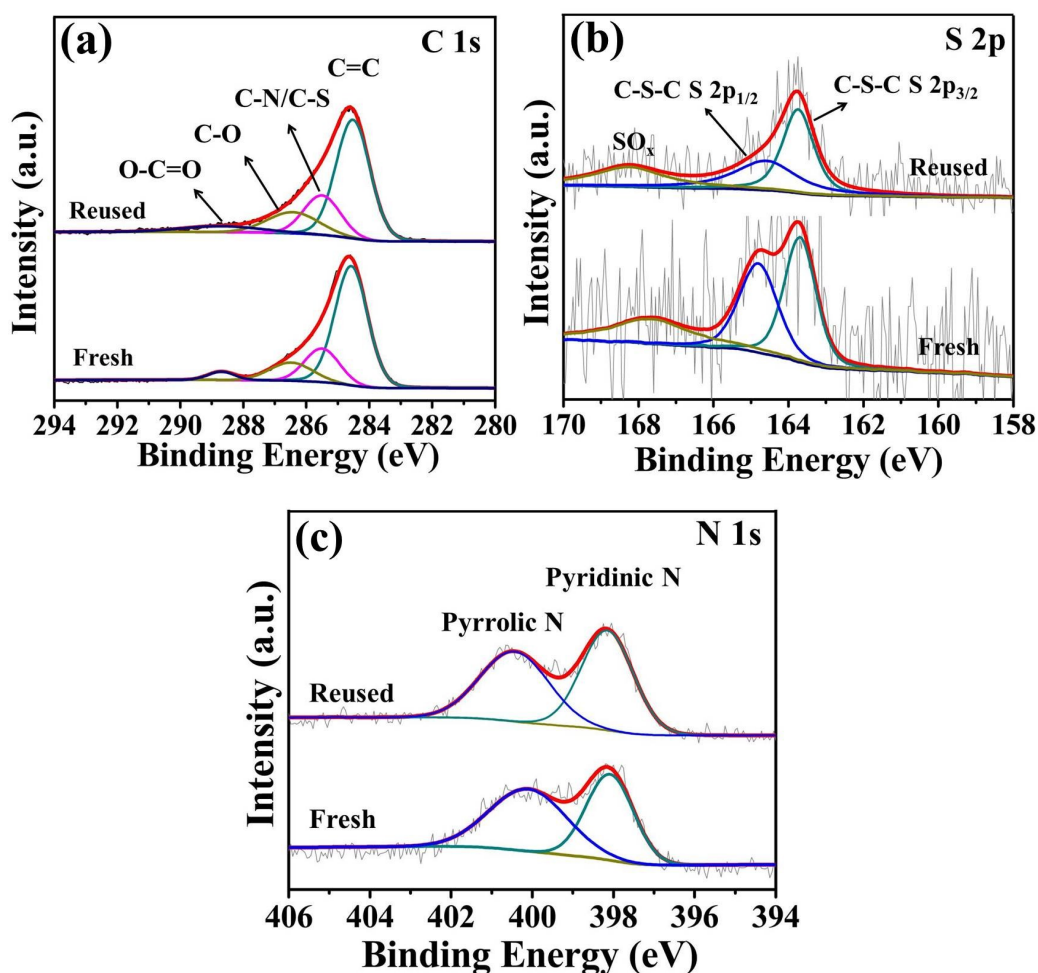 (a)
C 1s
C=C
C-N/C-S
C-O
O-C=O
Reused
Fresh
Intensity (a.u.)
294 292 290 288 286 284 282 280
Binding Energy (eV)
(b)
S 2p
C-S-C S 2p1/2
C-S-C S 2p3/2
SOx
Reused
Fresh
Intensity (a.u.)
170 168 166 164 162 160 158
Binding Energy (eV)
(c)
N 1s
Pyridinic N
Pyrrolic N
Reused
Fresh
Intensity (a.u.)
406 404 402 400 398 396 394
Binding Energy (eV)